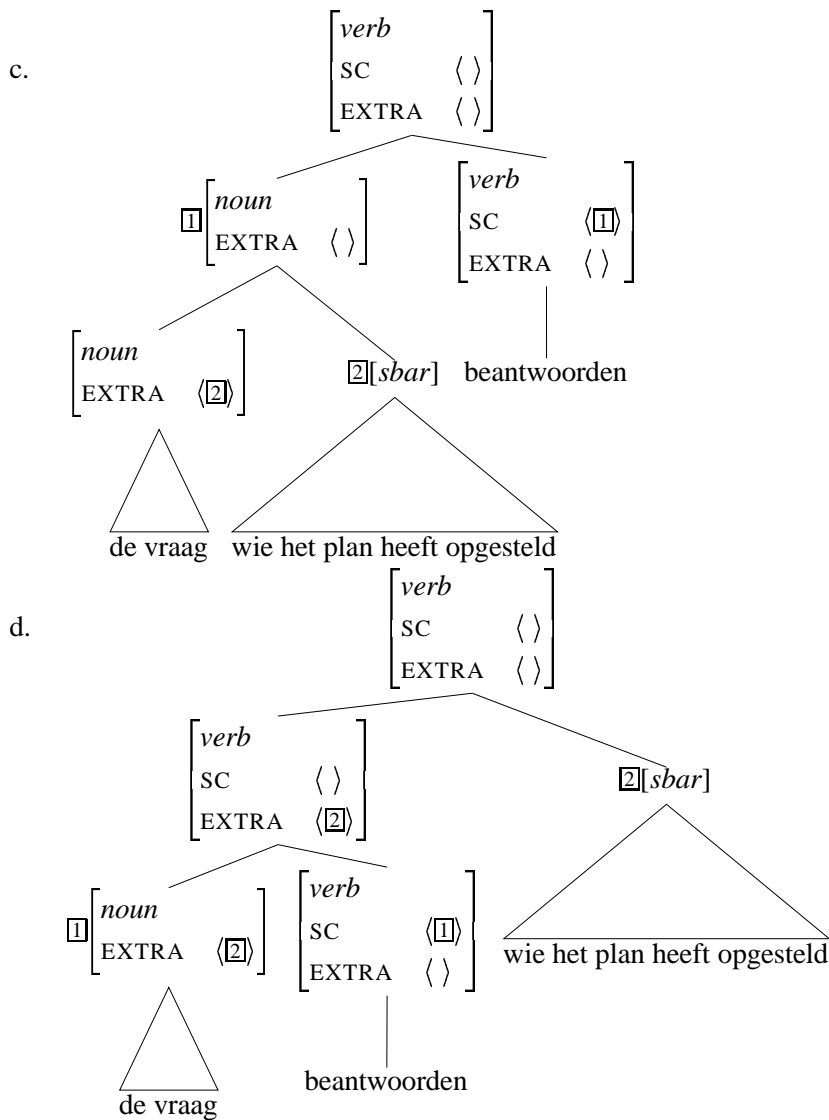 c.
verb
SC ⟨ ⟩
EXTRA ⟨ ⟩
1 noun
EXTRA ⟨ ⟩
verb
SC ⟨1⟩
EXTRA ⟨ ⟩
noun
EXTRA ⟨2⟩
2[sbar]
beantwoorden
de vraag
wie het plan heeft opgesteld
d.
verb
SC ⟨ ⟩
EXTRA ⟨ ⟩
verb
SC ⟨ ⟩
EXTRA ⟨2⟩
2[sbar]
1 noun
EXTRA ⟨2⟩
verb
SC ⟨1⟩
EXTRA ⟨ ⟩
wie het plan heeft opgesteld
beantwoorden
de vraag